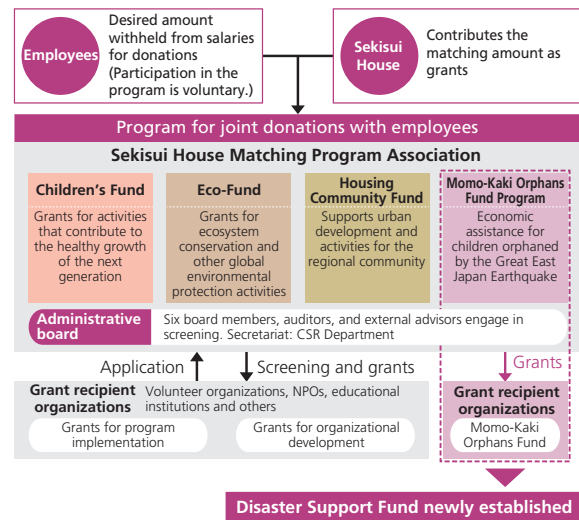 Employees
Desired amount
withheld from salaries
for donations
(Participation in the
program is voluntary.)
Sekisui
House
Contributes the
matching amount as
grants
Program for joint donations with employees
Sekisui House Matching Program Association
Children's Fund
Grants for activities
that contribute to
the healthy growth
of the next
generation
Eco-Fund
Grants for
ecosystem
conservation and
other global
environmental
protection activities
Housing
Community Fund
Supports urban
development and
activities for the
regional community
Momo-Kaki Orphans
Fund Program
Economic
assistance for
children orphaned
by the Great East
Japan Earthquake
Administrative
board
Six board members, auditors, and external advisors engage in
screening. Secretariat: CSR Department
Application
Screening and grants
Grants
Grant recipient
organizations
Volunteer organizations, NPOs, educational
institutions and others
Grants for program
implementation
Grants for organizational
development
Grant recipient
organizations
Momo-Kaki
Orphans Fund
Disaster Support Fund newly established